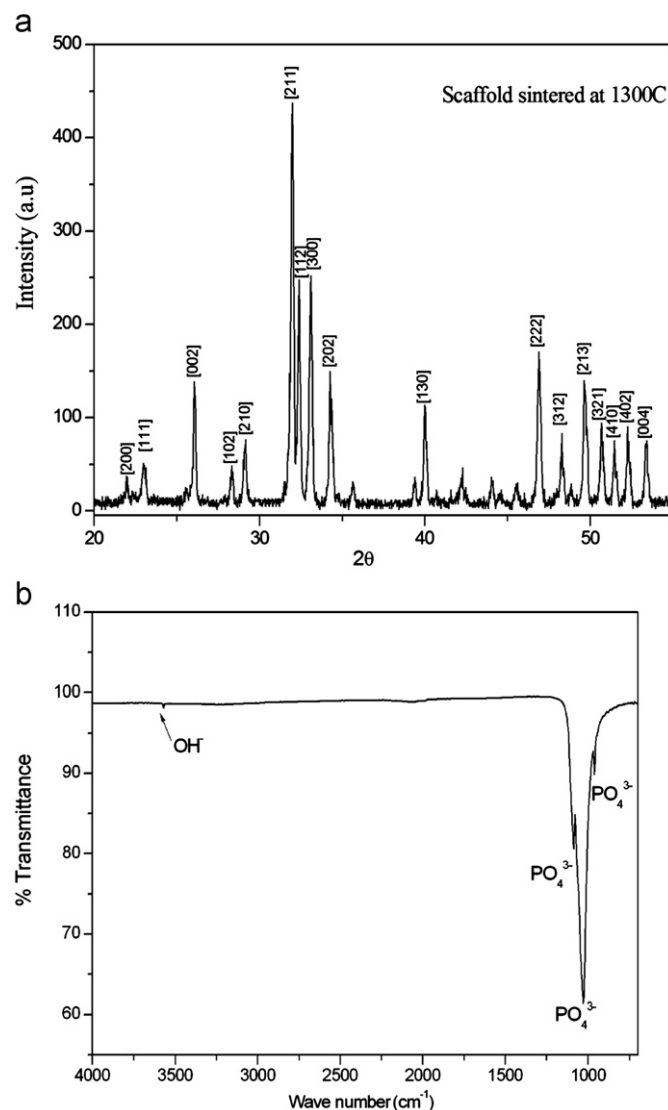 a
500
400
300
200
100
0
Intensity (a.u)
Scaffold sintered at 1300C
[200]
[111]
[002]
[102]
[210]
[211]
[112]
[300]
[202]
[130]
[222]
[312]
[213]
[321]
[410]
[402]
[004]
20 30 40 50
2θ
b
110
100
90
80
70
60
% Transmittance
OH⁻
PO₄³⁻
PO₄³⁻
PO₄³⁻
4000 3500 3000 2500 2000 1500 1000
Wave number (cm⁻¹)